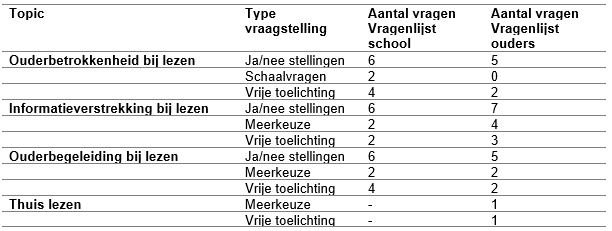 Topic Type vraagstelling Aantal vragen Vragenlijst school Aantal vragen Vragenlijst ouders
Ouderbetrokkenheid bij lezen Ja/nee stellingen 6 5
Schaalvragen 2 0
Vrije toelichting 4 2
Informatieverstrekking bij lezen Ja/nee stellingen 6 7
Meerkeuze 2 4
Vrije toelichting 2 3
Ouderbegeleiding bij lezen Ja/nee stellingen 6 5
Meerkeuze 2 2
Vrije toelichting 4 2
Thuis lezen Meerkeuze - 1
Vrije toelichting - 1